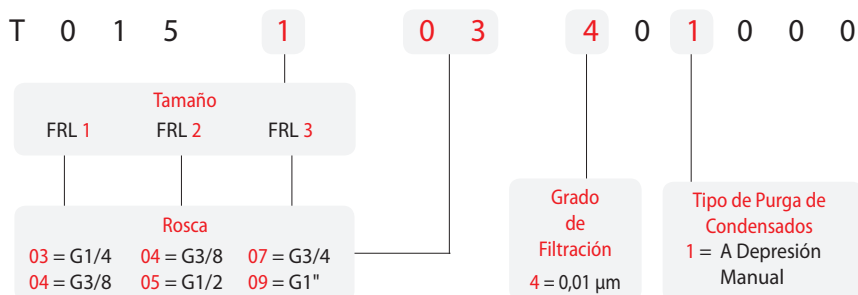 T 0 1 5 1 0 3 4 0 1 0 0 0
Tamaño
FRL 1 FRL 2 FRL 3
Rosca
03 = G1/4 04 = G3/8 07 = G3/4
04 = G3/8 05 = G1/2 09 = G1"
Grado
de
Filtración
4 = 0,01 µm
Tipo de Purga de
Condensados
1 = A Depresión
Manual